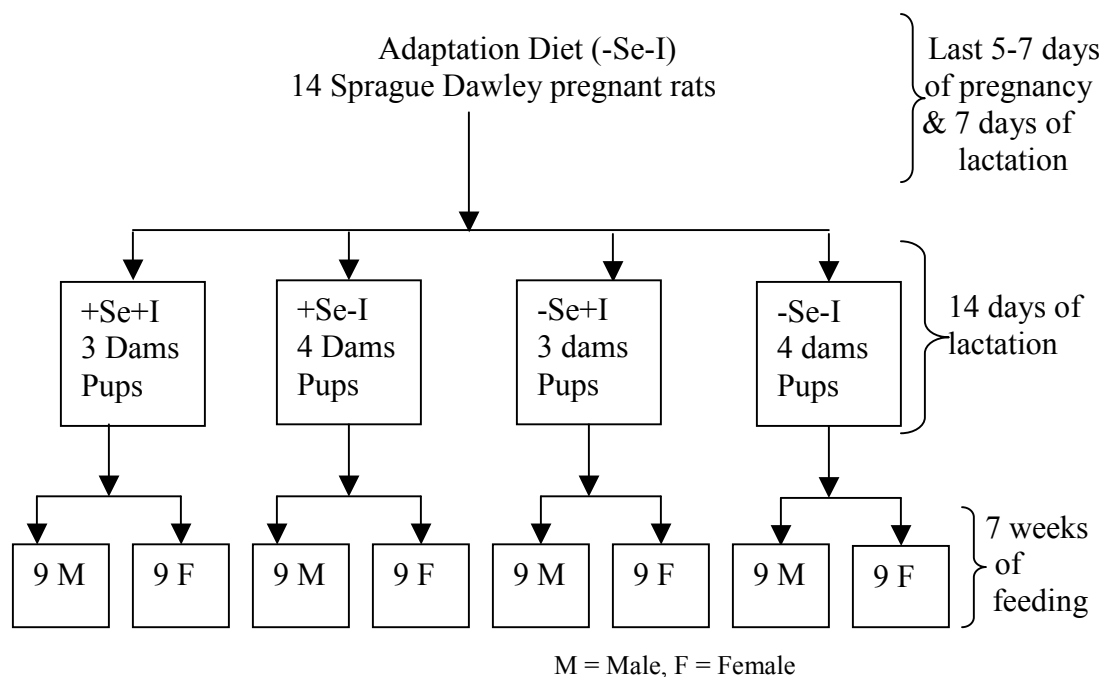 Adaptation Diet (-Se-I)
14 Sprague Dawley pregnant rats
Last 5-7 days
of pregnancy
& 7 days of
lactation
+Se+I
3 Dams
Pups
+Se-I
4 Dams
Pups
-Se+I
3 dams
Pups
-Se-I
4 dams
Pups
14 days of
lactation
9 M
9 F
9 M
9 F
9 M
9 F
9 M
9 F
7 weeks
of
feeding
M = Male, F = Female